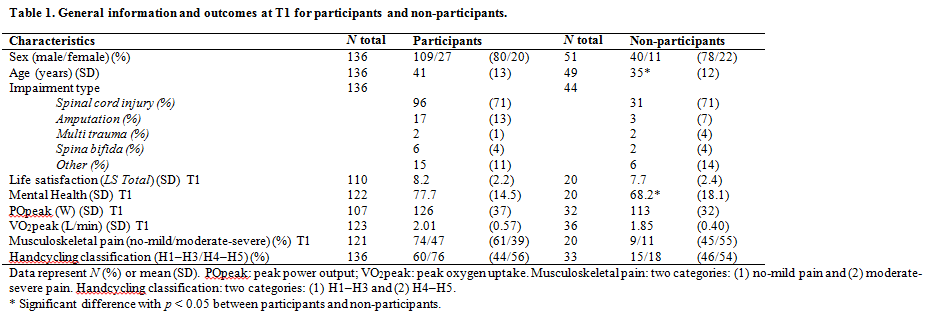 Table 1. General information and outcomes at T1 for participants and non-participants.
Characteristics N total Participants N total Non-participants
Sex (male/female) (%) 136 109/27 (80/20) 51 40/11 (78/22)
Age (years) (SD) 136 41 (13) 49 35* (12)
Impairment type 136 44
Spinal cord injury (%) 96 (71) 31 (71)
Amputation (%) 17 (13) 3 (7)
Multi trauma (%) 2 (1) 2 (4)
Spina bifida (%) 6 (4) 2 (4)
Other (%) 15 (11) 6 (14)
Life satisfaction (LS Total) (SD) T1 110 8.2 (2.2) 20 7.7 (2.4)
Mental Health (SD) T1 122 77.7 (14.5) 20 68.2* (18.1)
POpeak (W) (SD) T1 107 126 (37) 32 113 (32)
VO2peak (L/min) (SD) T1 123 2.01 (0.57) 36 1.85 (0.40)
Musculoskeletal pain (no-mild/moderate-severe) (%) T1 121 74/47 (61/39) 20 9/11 (45/55)
Handcycling classification (H1–H3/H4–H5) (%) 136 60/76 (44/56) 33 15/18 (46/54)
Data represent N (%) or mean (SD). POpeak: peak power output; VO2peak: peak oxygen uptake. Musculoskeletal pain: two categories: (1) no-mild pain and (2) moderate-
severe pain. Handcycling classification: two categories: (1) H1–H3 and (2) H4–H5.
* Significant difference with p < 0.05 between participants and non-participants.